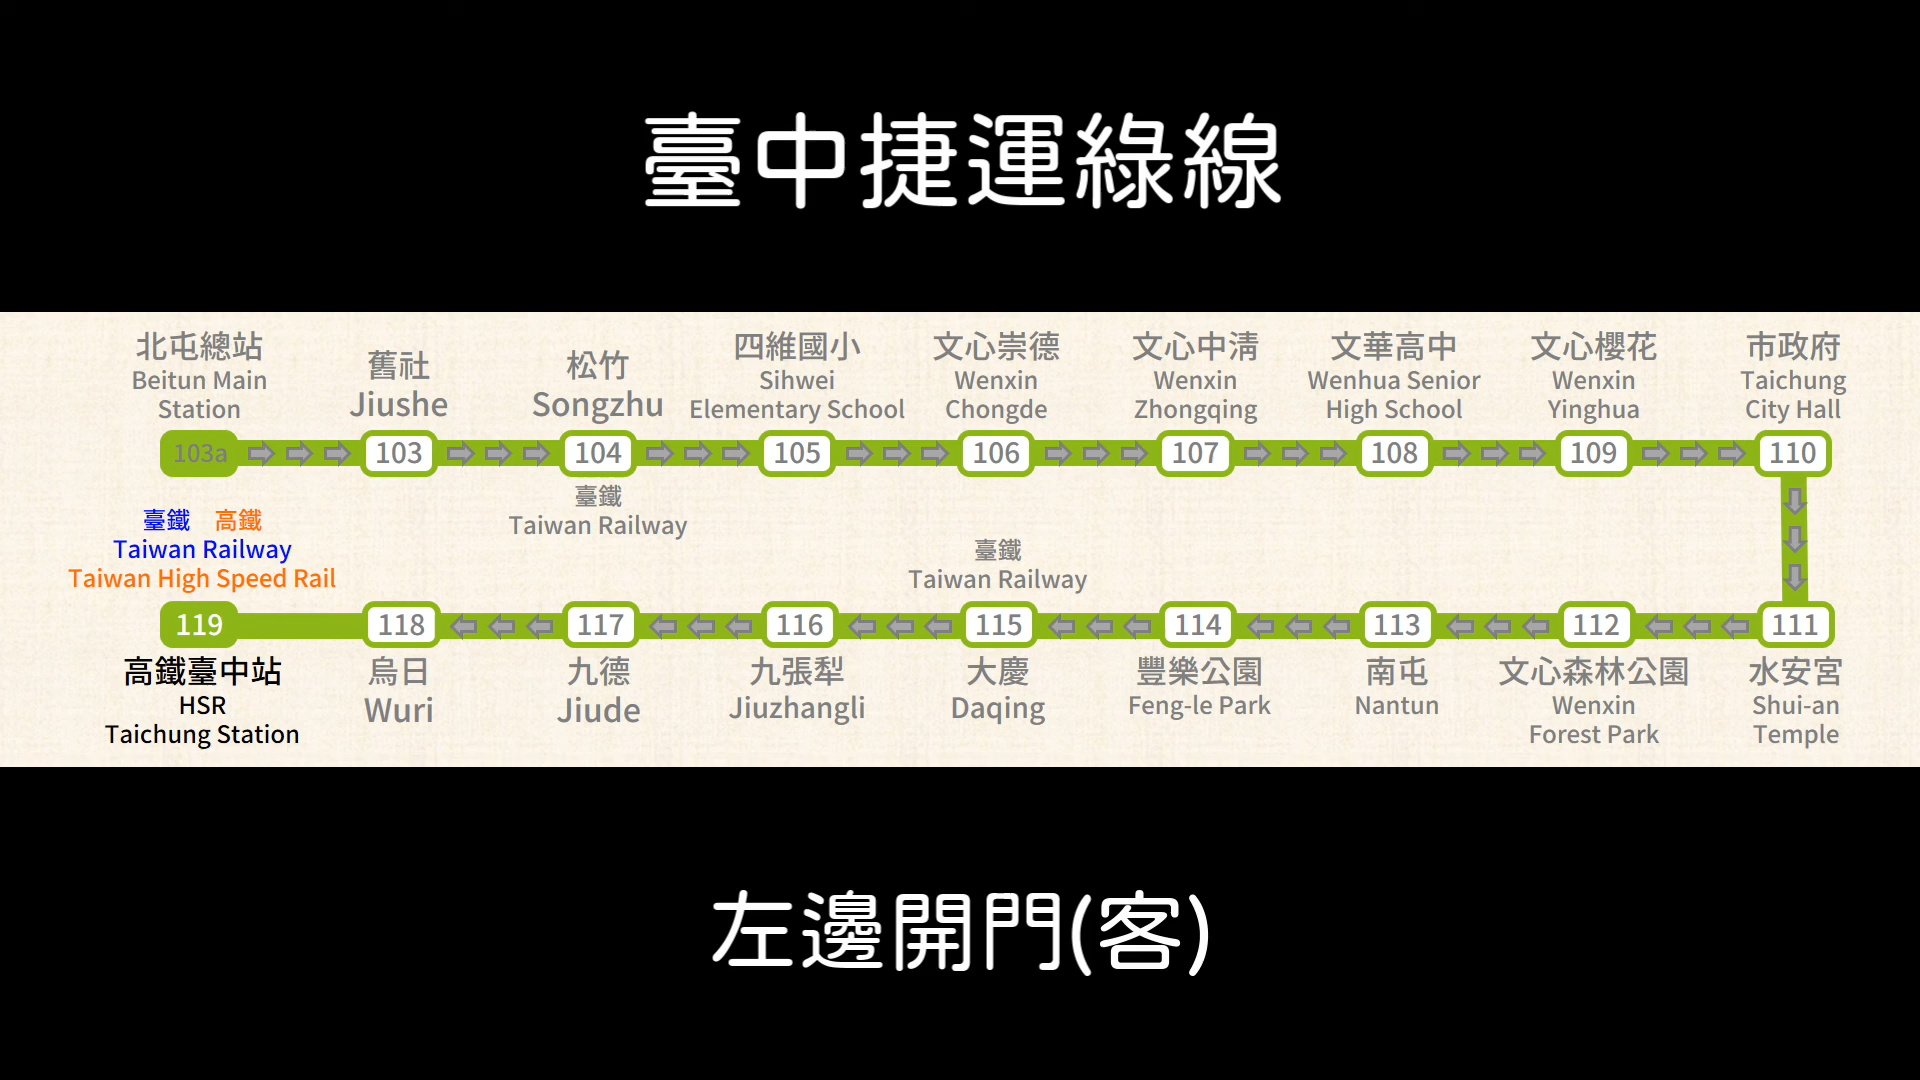 臺中捷運綠線
北屯總站
Beitun Main
Station
舊社
Jiushe
松竹
Songzhu
四維國小
Sihwei
Elementary School
文心崇德
Wenxin
Chongde
文心中清
Wenxin
Zhongqing
文華高中
Wenhua Senior
High School
文心櫻花
Wenxin
Yinghua
市政府
Taichung
City Hall
103a 103 104 105 106 107 108 109 110
臺鐵
Taiwan Railway
臺鐵 高鐵
Taiwan Railway
Taiwan High Speed Rail
臺鐵
Taiwan Railway
119 118 117 116 115 114 113 112 111
高鐵臺中站
HSR
Taichung Station
烏日
Wuri
九德
Jiude
九張犁
Jiuzhangli
大慶
Daqing
豐樂公園
Feng-le Park
南屯
Nantun
文心森林公園
Wenxin
Forest Park
水安宮
Shui-an
Temple
左邊開門(客)